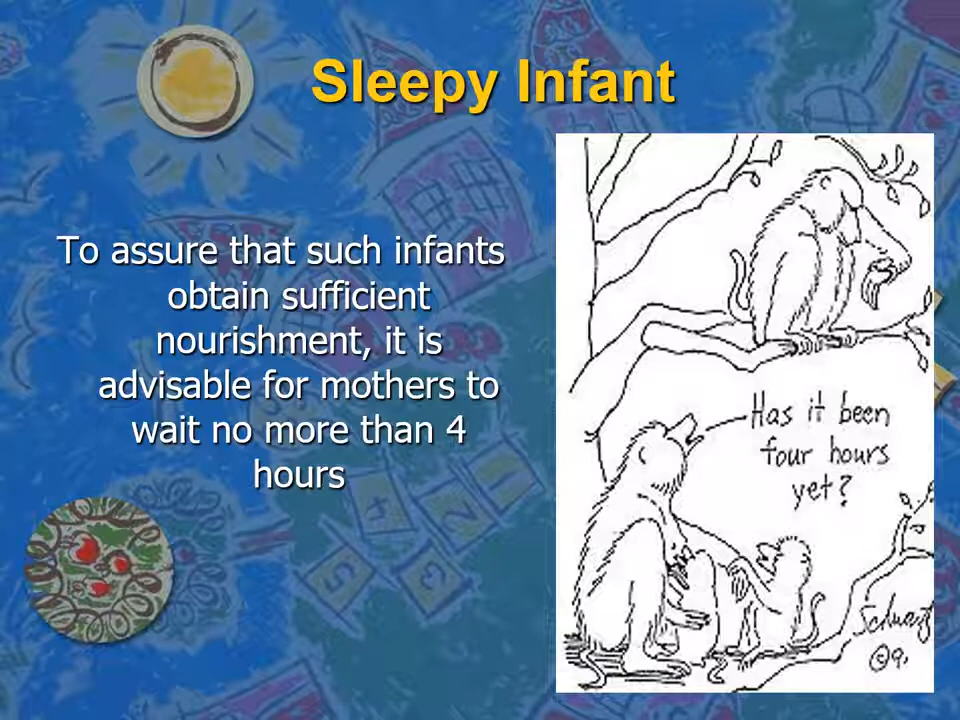 Sleepy Infant
To assure that such infants
obtain sufficient
nourishment, it is
advisable for mothers to
wait no more than 4
hours
Has it been
four hours
yet?
Schwartz
©9